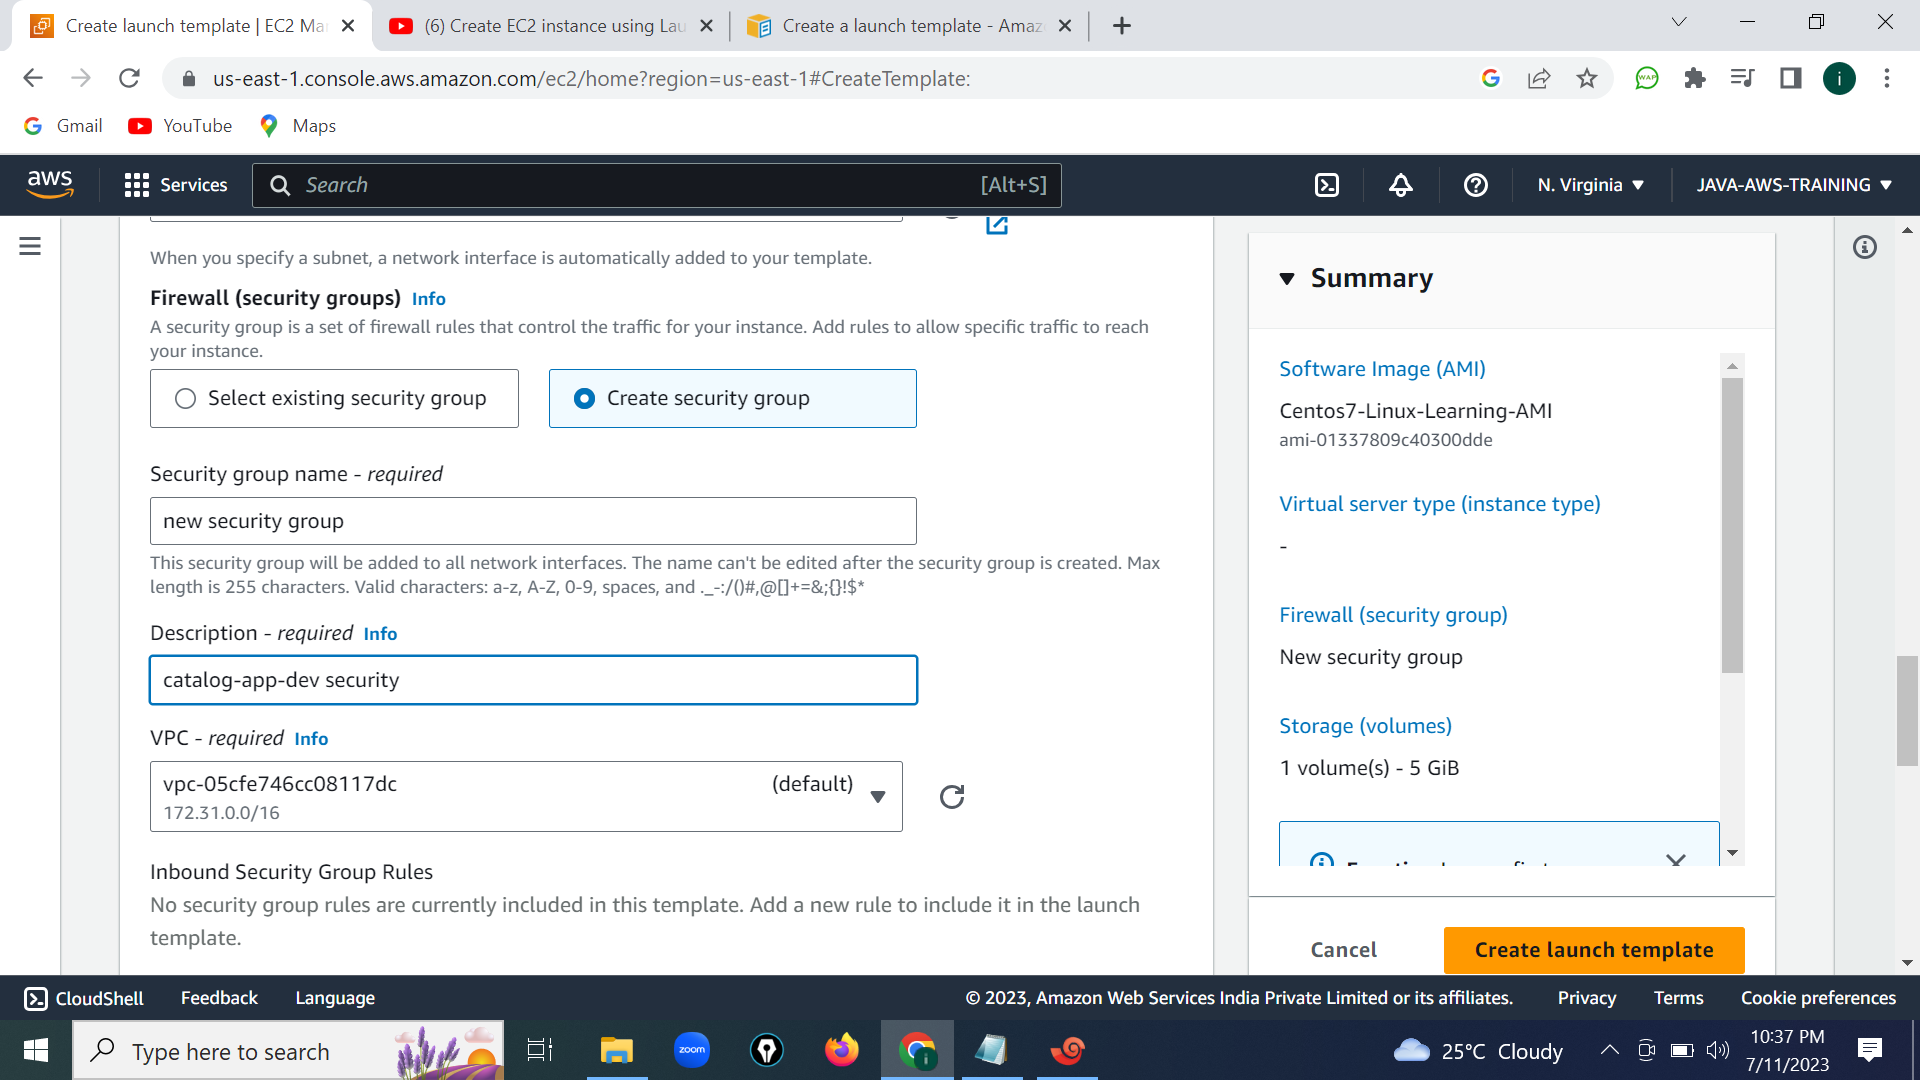 Create launch template | EC2 Ma
(6) Create EC2 instance using Lau
Create a launch template - Amaz
us-east-1.console.aws.amazon.com/ec2/home?region=us-east-1#CreateTemplate:
i
Gmail
YouTube
Maps
aws
Services
Search
[Alt+S]
N. Virginia
JAVA-AWS-TRAINING
When you specify a subnet, a network interface is automatically added to your template.
Firewall (security groups) Info
A security group is a set of firewall rules that control the traffic for your instance. Add rules to allow specific traffic to reach
your instance.
Select existing security group
Create security group
Security group name - required
new security group
This security group will be added to all network interfaces. The name can't be edited after the security group is created. Max
length is 255 characters. Valid characters: a-z, A-Z, 0-9, spaces, and ._-:/()#,@[]+=&;{}!$*
Description - required Info
catalog-app-dev security
VPC - required Info
vpc-05cfe746cc08117dc (default)
172.31.0.0/16
Inbound Security Group Rules
No security group rules are currently included in this template. Add a new rule to include it in the launch
template.
Summary
Software Image (AMI)
Centos7-Linux-Learning-AMI
ami-01337809c40300dde
Virtual server type (instance type)
-
Firewall (security group)
New security group
Storage (volumes)
1 volume(s) - 5 GiB
Cancel
Create launch template
CloudShell
Feedback
Language
© 2023, Amazon Web Services India Private Limited or its affiliates.
Privacy
Terms
Cookie preferences
Type here to search
zoom
25°C Cloudy
10:37 PM
7/11/2023